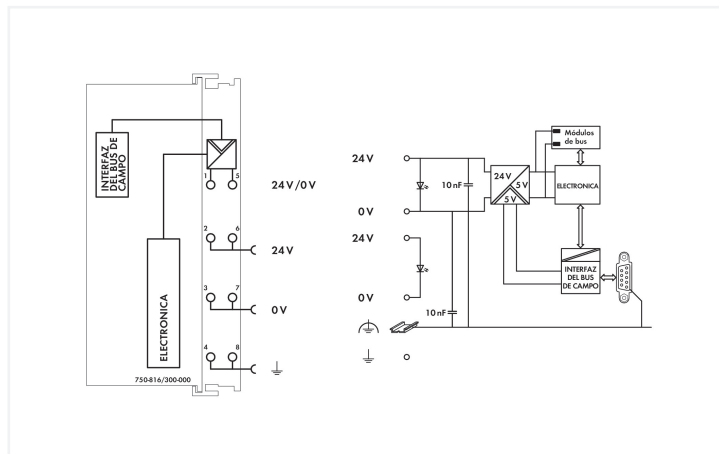 INTERFAZ
DEL BUS DE
CAMPO
1
5
24 V / 0 V
2
6
24 V
3
7
0 V
ELECTRONICA
4
8
750-816/300-000
24 V
0 V
24 V
0 V
10 nF
10 nF
24 V
5 V
5 V
Módulos
de bus
ELECTRONICA
INTERFAZ
DEL BUS
DE CAMPO